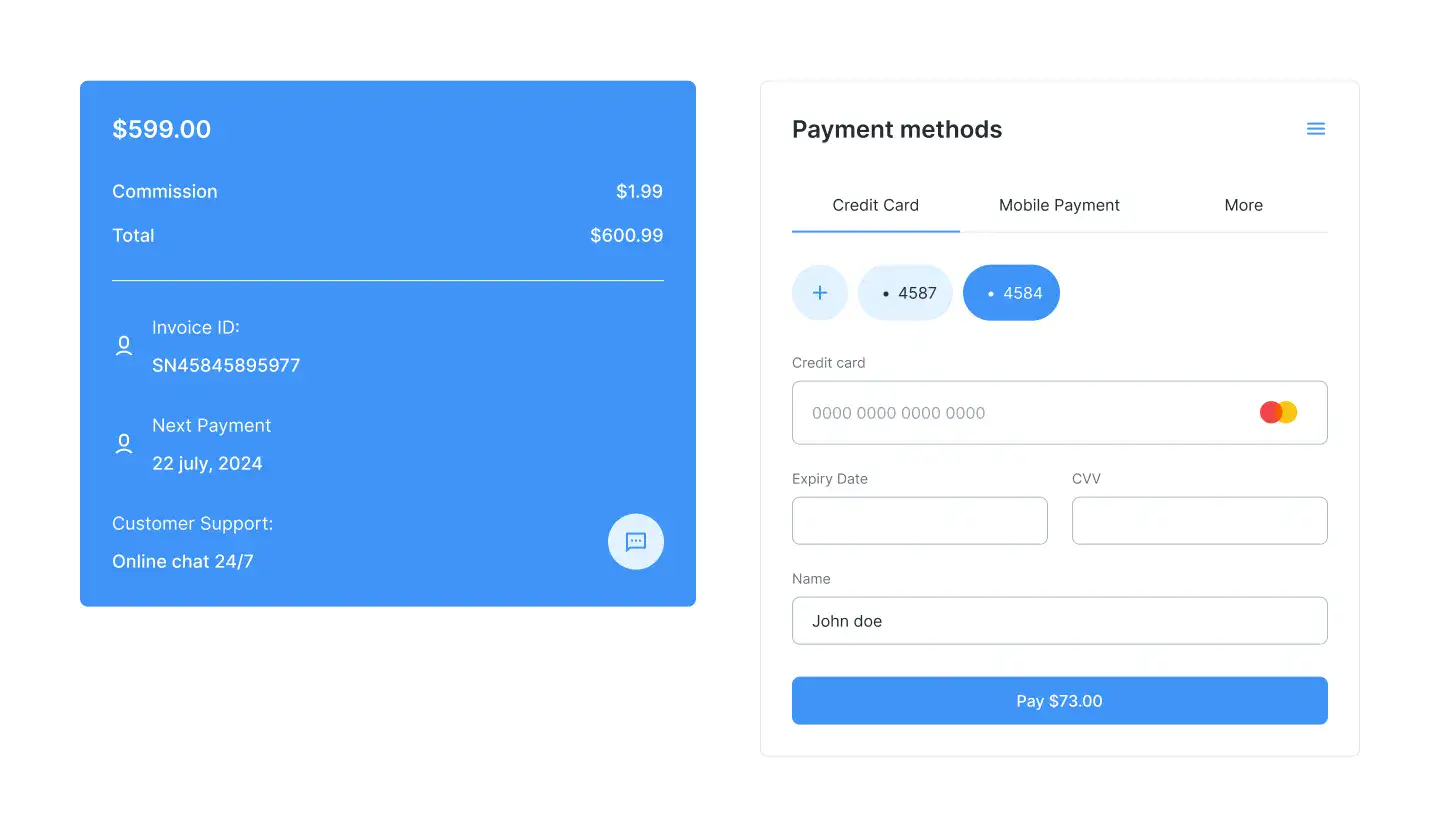 $599.00
Commission $1.99
Total $600.99
Invoice ID:
SN45845895977
Next Payment
22 july, 2024
Customer Support:
Online chat 24/7
Payment methods
Credit Card Mobile Payment More
+ • 4587 • 4584
Credit card
0000 0000 0000 0000
Expiry Date CVV
Name
John doe
Pay $73.00